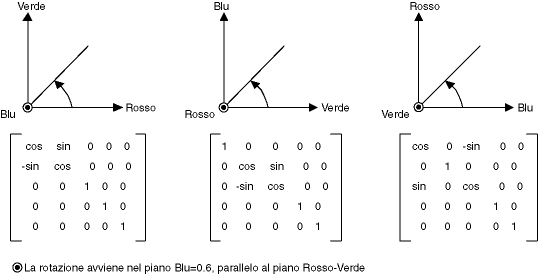 Verde
Blu
Rosso
Blu
Rosso
Rosso
Verde
Verde
Blu
cos sin 0 0 0
-sin cos 0 0 0
0 0 1 0 0
0 0 0 1 0
0 0 0 0 1
1 0 0 0 0
0 cos sin 0 0
0 -sin cos 0 0
0 0 0 1 0
0 0 0 0 1
cos 0 -sin 0 0
0 1 0 0 0
sin 0 cos 0 0
0 0 0 1 0
0 0 0 0 1
La rotazione avviene nel piano Blu=0.6, parallelo al piano Rosso-Verde